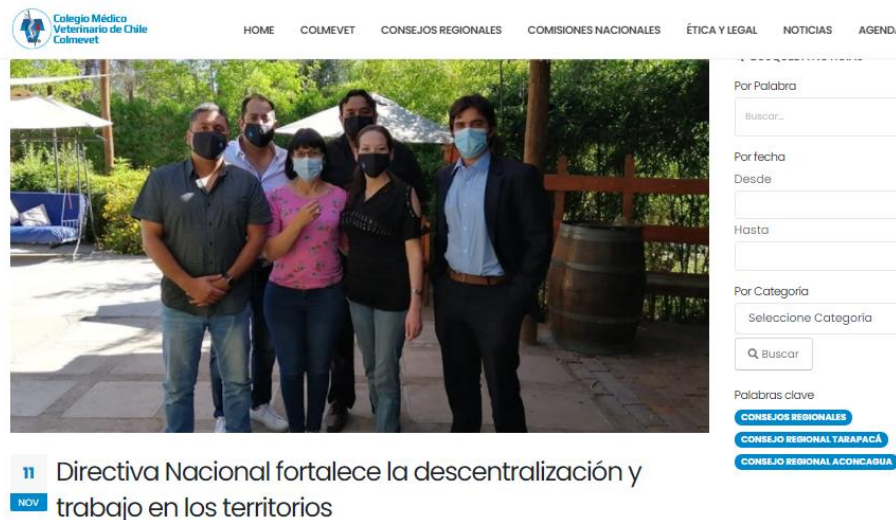 Colegio Médico
Veterinario de Chile
Colmevet
HOME
COLMEVET
CONSEJOS REGIONALES
COMISIONES NACIONALES
ÉTICA Y LEGAL
NOTICIAS
AGENDA
Por Palabra
Buscar...
Por fecha
Desde
Hasta
Por Categoría
Seleccione Categoría
Buscar
Palabras clave
CONSEJOS REGIONALES
CONSEJO REGIONAL TARAPACÁ
CONSEJO REGIONAL ACONCAGUA
11
NOV
Directiva Nacional fortalece la descentralización y
trabajo en los territorios